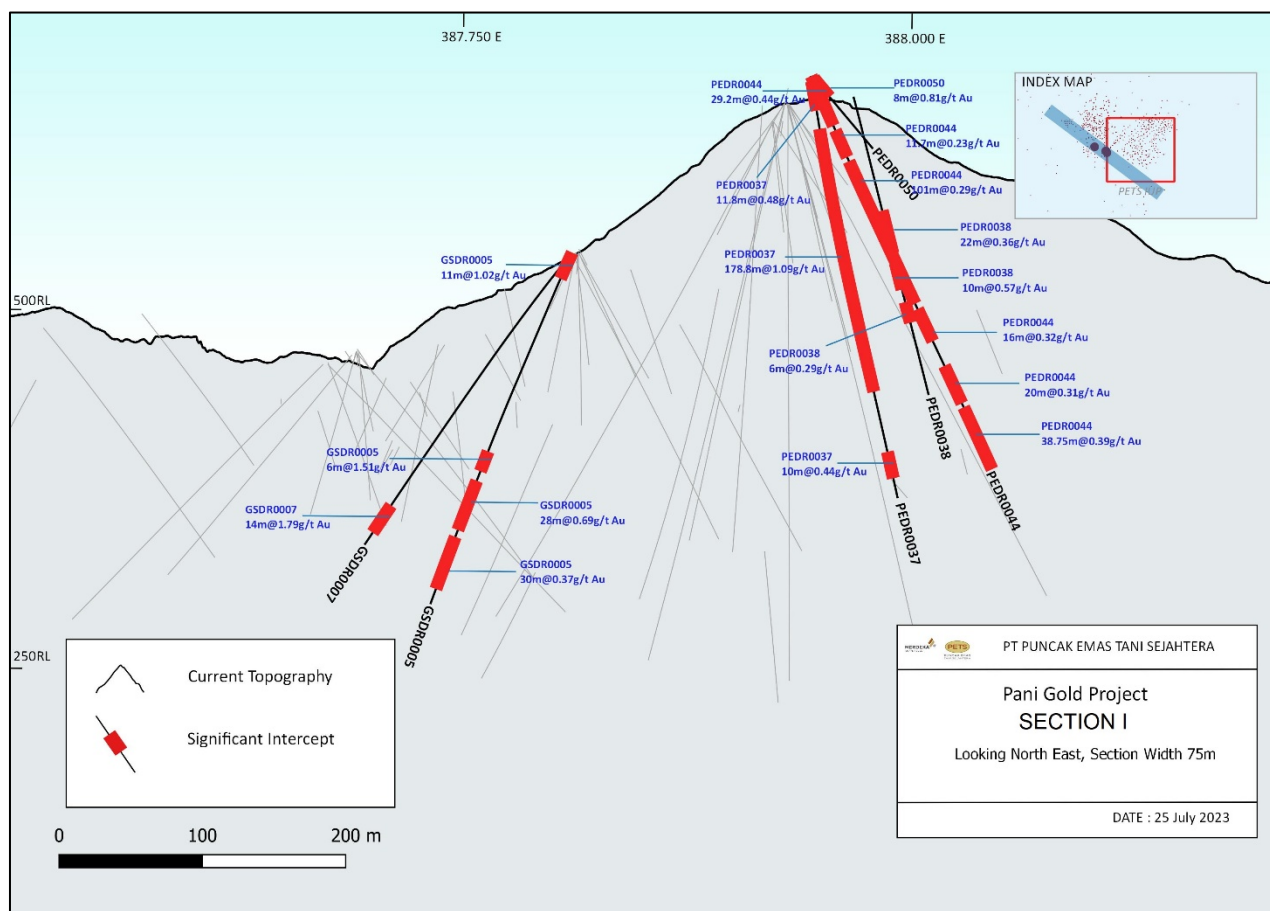 387.750 E
388.000 E
PEDR0044
29.2m@0.44g/t Au
PEDR0050
8m@0.81g/t Au
INDEX MAP
PEDR0044
11.7m@0.23g/t Au
PEDR0050
PEDR0044
101m@0.29g/t Au
PEDR0037
11.8m@0.48g/t Au
PEDR0038
22m@0.36g/t Au
GSDR0005
11m@1.02g/t Au
PEDR0037
178.8m@1.09g/t Au
PEDR0038
10m@0.57g/t Au
500RL
PEDR0044
16m@0.32g/t Au
PEDR0038
6m@0.29g/t Au
PEDR0044
20m@0.31g/t Au
PEDR0038
PEDR0044
38.75m@0.39g/t Au
GSDR0005
6m@1.51g/t Au
PEDR0037
10m@0.44g/t Au
GSDR0007
14m@1.79g/t Au
GSDR0005
28m@0.69g/t Au
PEDR0044
PEDR0037
GSDR0007
GSDR0005
30m@0.37g/t Au
GSDR0005
250RL
Current Topography
Significant Intercept
0 100 200 m
MERDEKA
PETS
PT PUNCAK EMAS TANI SEJAHTERA
Pani Gold Project
SECTION I
Looking North East, Section Width 75m
DATE : 25 July 2023